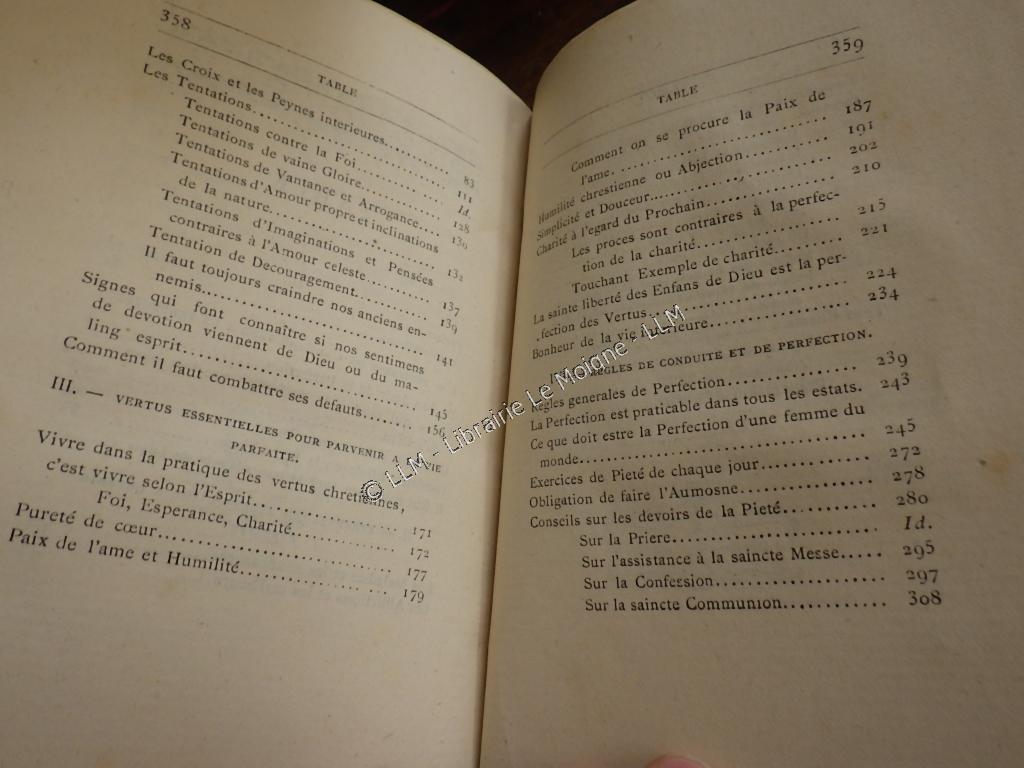 358
TABLE
Les Croix et les Peynes interieures.......... 83
Les Tentations........................ 111
Tentations contre la Foi............... Id.
Tentations de vaine Gloire............. 128
Tentations de Vantance et Arrogance.... 130
Tentations d'Amour propre et inclinations
de la nature....................... 132
Tentations d'Imaginations et Pensées
contraires à l'Amour celeste......... 137
Tentation de Decouragement........... 139
Il faut toujours craindre nos anciens en-
nemis............................ 141
Signes qui font connaître si nos sentimens
de devotion viennent de Dieu ou du ma-
ling esprit......................... 145
Comment il faut combattre ses defauts...... 156
III. — VERTUS ESSENTIELLES POUR PARVENIR A LA VIE
PARFAITE.
Vivre dans la pratique des vertus chretiennes,
c'est vivre selon l'Esprit................ 171
Foi, Esperance, Charité............... 172
Pureté de cœur........................ 177
Paix de l'ame et Humilité................ 179
359
TABLE
Comment on se procure la Paix de
l'ame............................ 187
Humilité chrestienne ou Abjection........... 191
Simplicité et Douceur..................... 202
Charité à l'egard du Prochain.............. 210
Les proces sont contraires à la perfec-
tion de la charité.................. 215
Touchant Exemple de charité......... 221
La sainte liberté des Enfans de Dieu est la per-
fection des Vertus..................... 224
Bonheur de la vie Interieure............... 234
RÈGLES DE CONDUITE ET DE PERFECTION.
Règles generales de Perfection............. 239
La Perfection est praticable dans tous les estats. 243
Ce que doit estre la Perfection d'une femme du
monde............................... 245
Exercices de Pieté de chaque jour........... 272
Obligation de faire l'Aumosne.............. 278
Conseils sur les devoirs de la Pieté.......... 280
Sur la Priere........................ Id.
Sur l'assistance à la saincte Messe..... 295
Sur la Confession.................... 297
Sur la saincte Communion............ 308
© LLM - Librairie Le Moigne, LLM